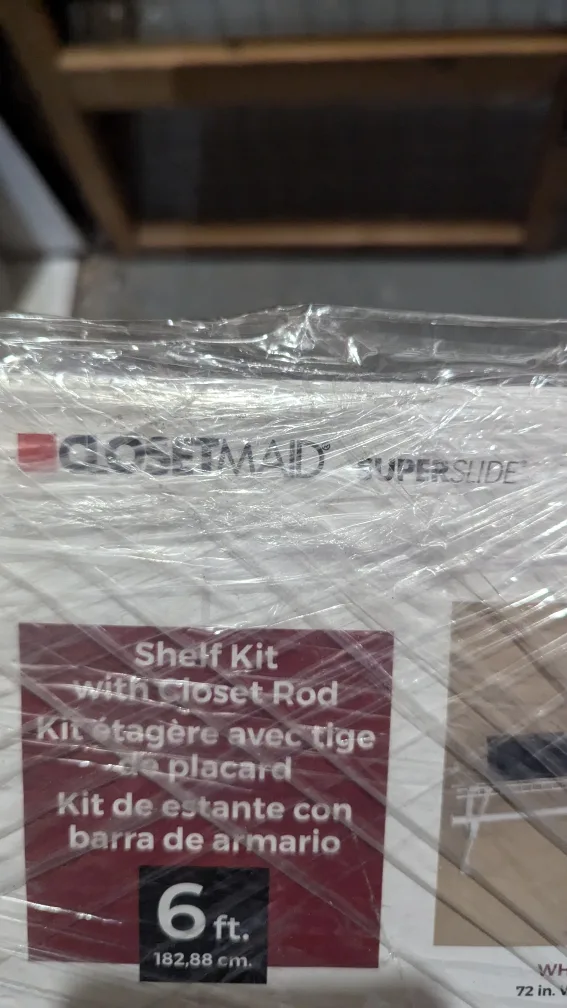 CLOSETMAID® SUPERSLIDE®
Shelf Kit
with Closet Rod
Kit étagère avec tige
de placard
Kit de estante con
barra de armario
6 ft.
182,88 cm.
72 in.